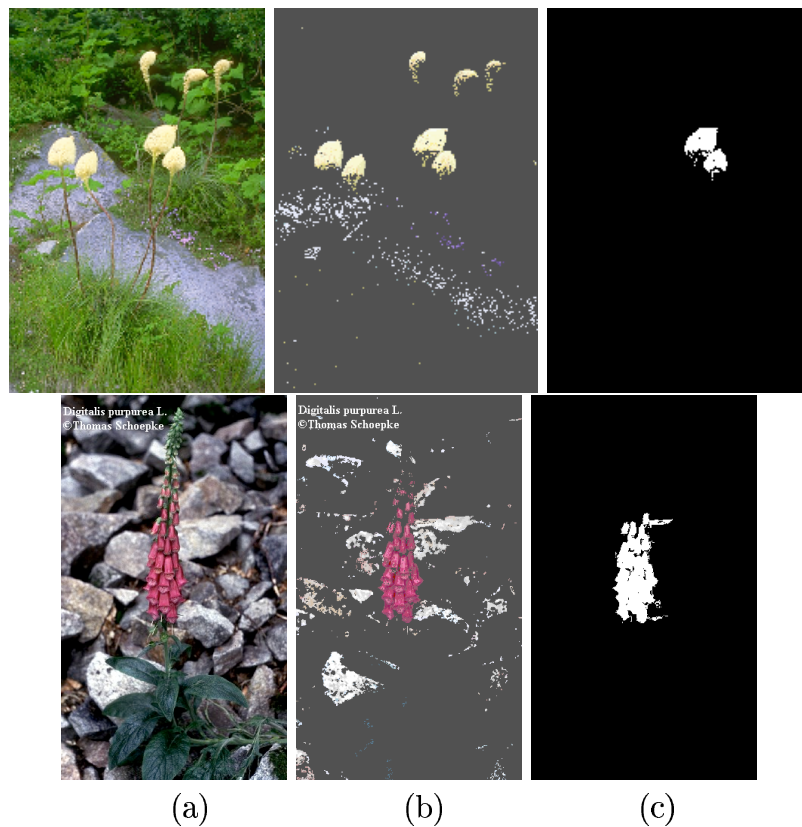 Digitalis purpurea L.
©Thomas Schoepke
Digitalis purpurea L.
©Thomas Schoepke
(a)
(b)
(c)